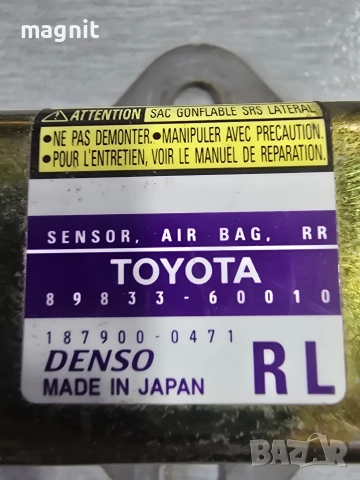 magnit
ATTENTION SAC GONFLABLE SRS LATERAL
•NE PAS DEMONTER.•MANIPULER AVEC PRECAUTION.
•POUR L'ENTRETIEN, VOIR LE MANUEL DE REPARATION.
SENSOR, AIR BAG, RR
TOYOTA
89833-60010
187900-0471
DENSO
MADE IN JAPAN
RL
БАЗАР